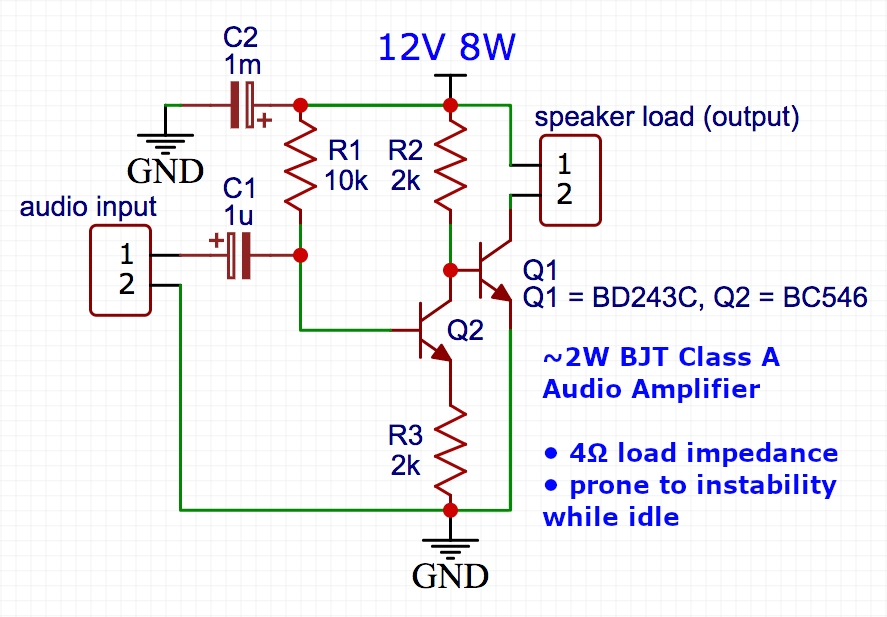 C2
1m
12V 8W
speaker load (output)
GND
R1
10k
R2
2k
1
2
C1
1u
audio input
+
+
1
2
Q1
Q1 = BD243C, Q2 = BC546
Q2
~2W BJT Class A
Audio Amplifier
R3
2k
• 4Ω load impedance
• prone to instability
while idle
GND